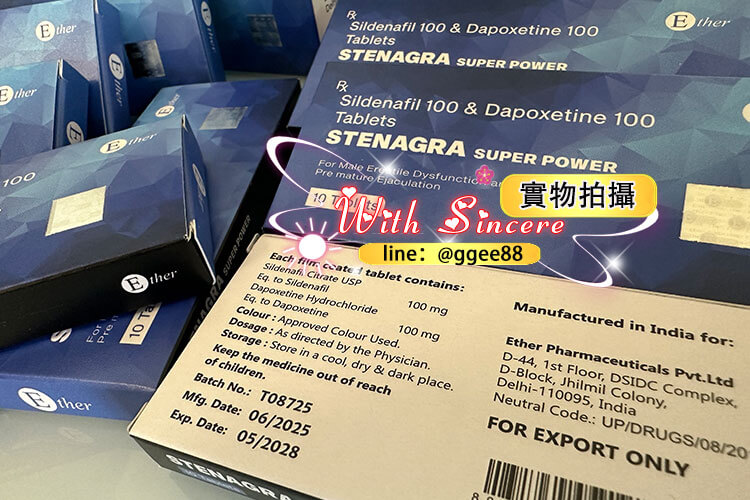 Ether
Ether
Ether
Rx
Sildenafil 100 & Dapoxetine 100
Tablets
STENAGRA SUPER POWER
Ether
Rx
Sildenafil 100 & Dapoxetine 100
Tablets
STENAGRA SUPER POWER
For Male Erectile Dysfunction
Pre mature Ejaculation
10 Tablets
實物拍攝
With Sincere
line：@ggee88
100
Ether
SUPER POWER
Ether
Each film coated tablet contains:
Sildenafil Citrate USP
Eq. to Sildenafil 100 mg
Dapoxetine Hydrochloride
Eq. to Dapoxetine 100 mg
Colour : Approved Colour Used.
Dosage : As directed by the Physician.
Storage : Store in a cool, dry & dark place.
Keep the medicine out of reach
of children.
Batch No.: T08725
Mfg. Date: 06/2025
Exp. Date: 05/2028
Manufactured in India for:
Ether Pharmaceuticals Pvt.Ltd
D-44, 1st Floor, DSIDC Complex,
D-Block, Jhilmil Colony,
Delhi-110095, India
Neutral Code.: UP/DRUGS/08/20
FOR EXPORT ONLY
STENAGRA
10 Tablets